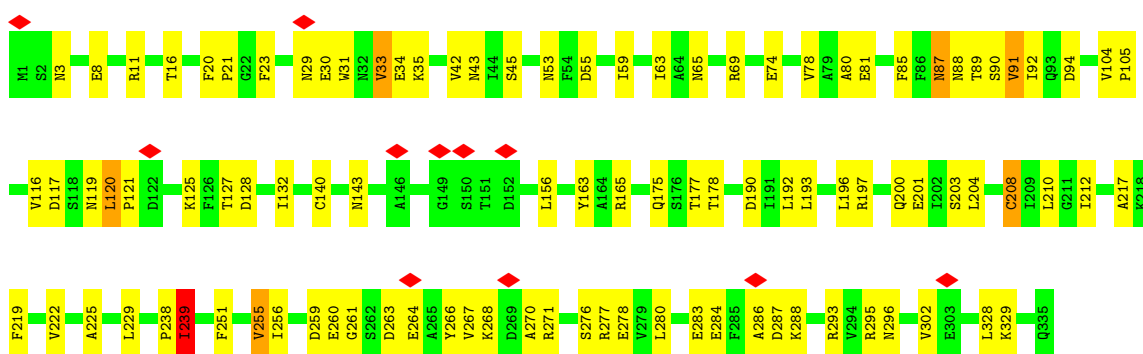 M1 S2 N3 E8 R11 T16 F20 P21 G22 F23 N29 E30 W31 N32 V33 E34 K35 V42 N43 I44 S45 N53 F54 D55 I59 I63 A64 N65 R69 E74 V78 A79 A80 E81 F85 F86 N87 N88 T89 S90 V91 I92 Q93 D94 V104 P105
V116 D117 S118 N119 L120 P121 D122 K125 F126 T127 D128 I132 C140 N143 A146 G149 S150 T151 D152 L156 Y163 A164 R165 Q175 S176 T177 T178 D190 I191 L192 L193 L196 R197 Q200 E201 I202 S203 L204 C208 I209 L210 G211 I212 A217 K218
F219 V222 A225 L229 P238 I239 F251 V255 I256 D259 E260 G261 S262 D263 E264 A265 Y266 V267 K268 D269 A270 R271 S276 R277 E278 V279 L280 E283 E284 F285 A286 D287 K288 R293 V294 R295 N296 V302 E303 L328 K329 Q335